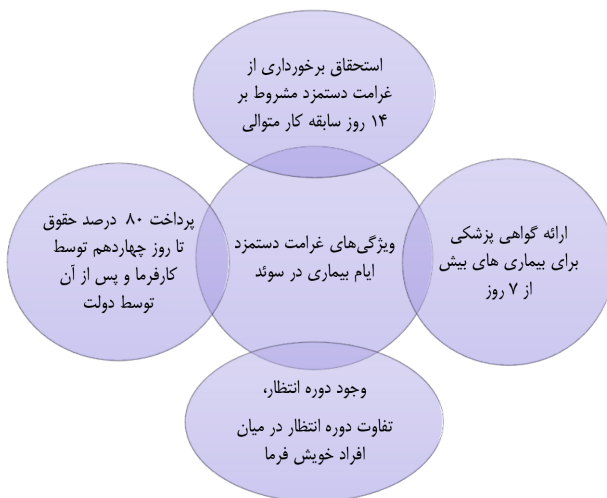 استحقاق برخورداری از
غرامت دستمزد مشروط بر
۱۴ روز سابقه کار متوالی
ارائه گواهی پزشکی
برای بیماری های بیش
از ۷ روز
ویژگی‌های غرامت دستمزد
ایام بیماری در سوئد
پرداخت ۸۰ درصد حقوق
تا روز چهاردهم توسط
کارفرما و پس از آن
توسط دولت
وجود دوره انتظار،
تفاوت دوره انتظار در میان
افراد خویش فرما